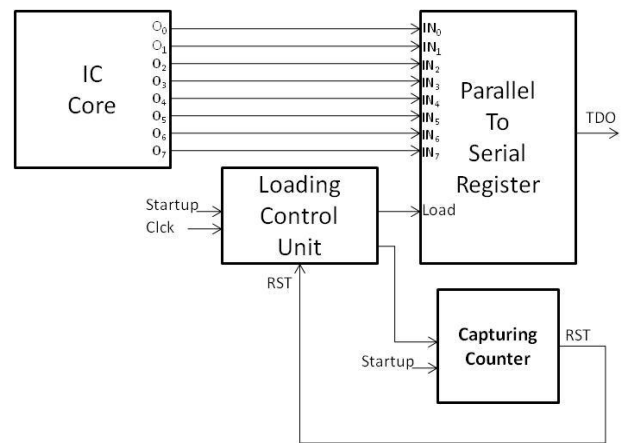 IC
Core
O₀
O₁
O₂
O₃
O₄
O₅
O₆
O₇
IN₀
IN₁
IN₂
IN₃
IN₄
IN₅
IN₆
IN₇
Parallel
To
Serial
Register
TDO
Load
Startup
Clck
Loading
Control
Unit
RST
Startup
Capturing
Counter
RST